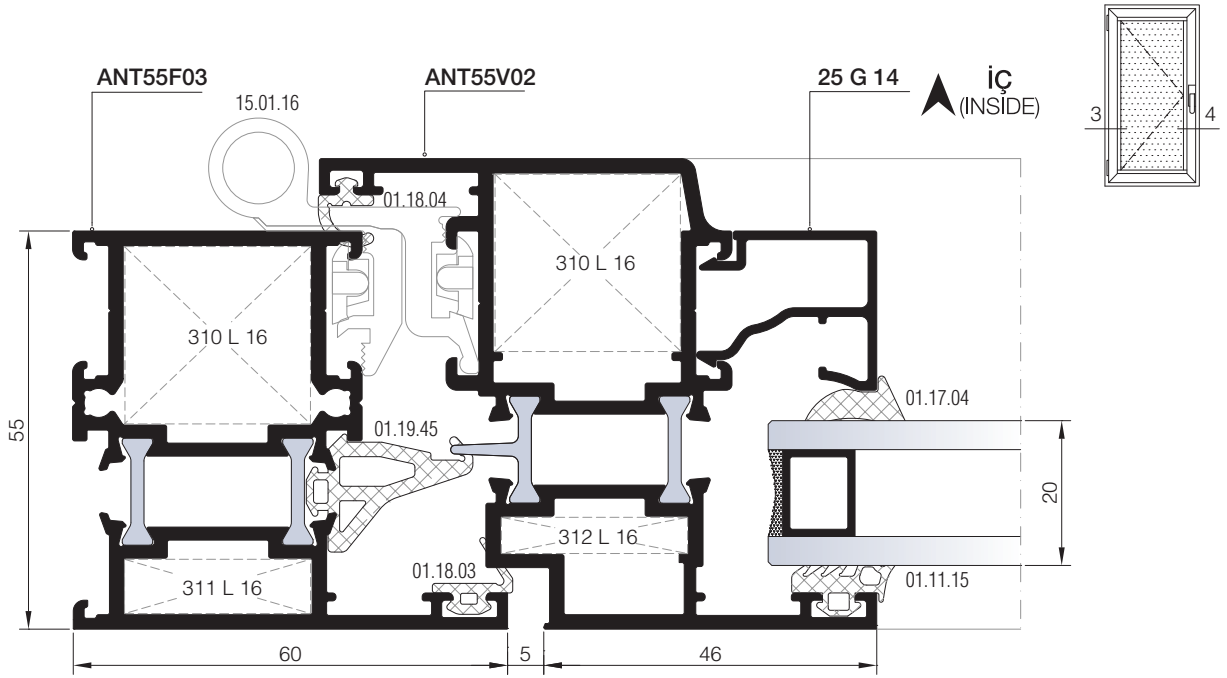 ANT55F03
ANT55V02
25 G 14
İÇ
(INSIDE)
15.01.16
3
4
01.18.04
310 L 16
310 L 16
01.17.04
01.19.45
55
20
312 L 16
311 L 16
01.18.03
01.11.15
60
5
46